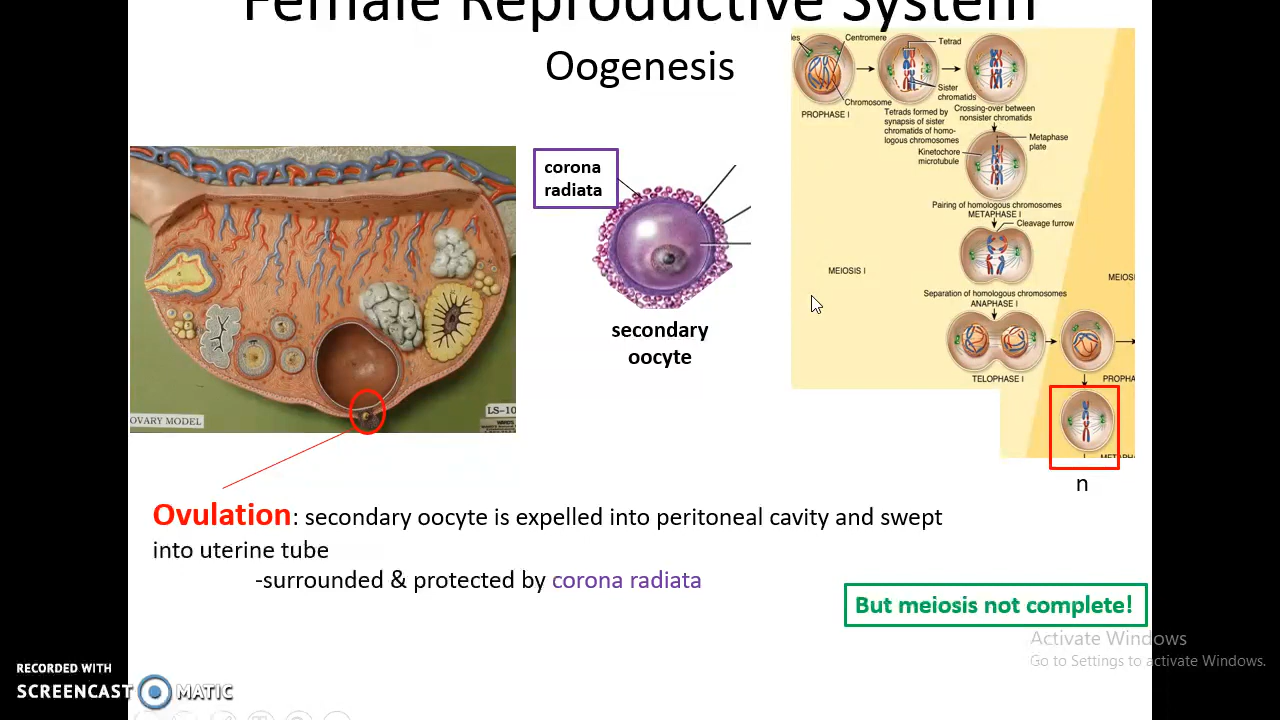 Female Reproductive System
Oogenesis
corona
radiata
secondary
oocyte
OVARY MODEL
LS-10
Centromere
Chromosome
PROPHASE I
Tetrad
Sister
chromatids
Tetrads formed by
synapsis of sister
chromatids of homo-
logous chromosomes
Crossing-over between
nonsister chromatids
Kinetochore
microtubule
Metaphase
plate
Pairing of homologous chromosomes
METAPHASE I
Cleavage furrow
MEIOSIS I
MEIOSI
Separation of homologous chromosomes
ANAPHASE I
TELOPHASE I
PROPHA
METAPH
n
Ovulation: secondary oocyte is expelled into peritoneal cavity and swept
into uterine tube
-surrounded & protected by corona radiata
But meiosis not complete!
Activate Windows
Go to Settings to activate Windows.
RECORDED WITH
SCREENCAST MATIC